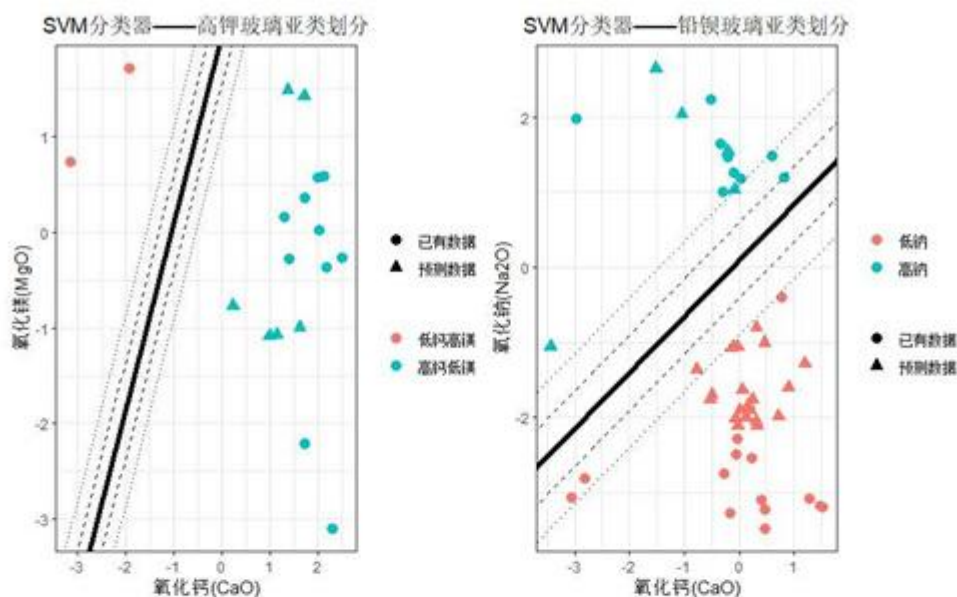 SVM分类器——高钾玻璃亚类划分
氧化镁(MgO)
1
0
-1
-2
-3
-3
-2
-1
0
1
2
氧化钙(CaO)
已有数据
预测数据
低钙高镁
高钙低镁
SVM分类器——铅钡玻璃亚类划分
氧化钠(Na2O)
2
0
-2
-3
-2
-1
0
1
氧化钙(CaO)
低钠
高钠
已有数据
预测数据